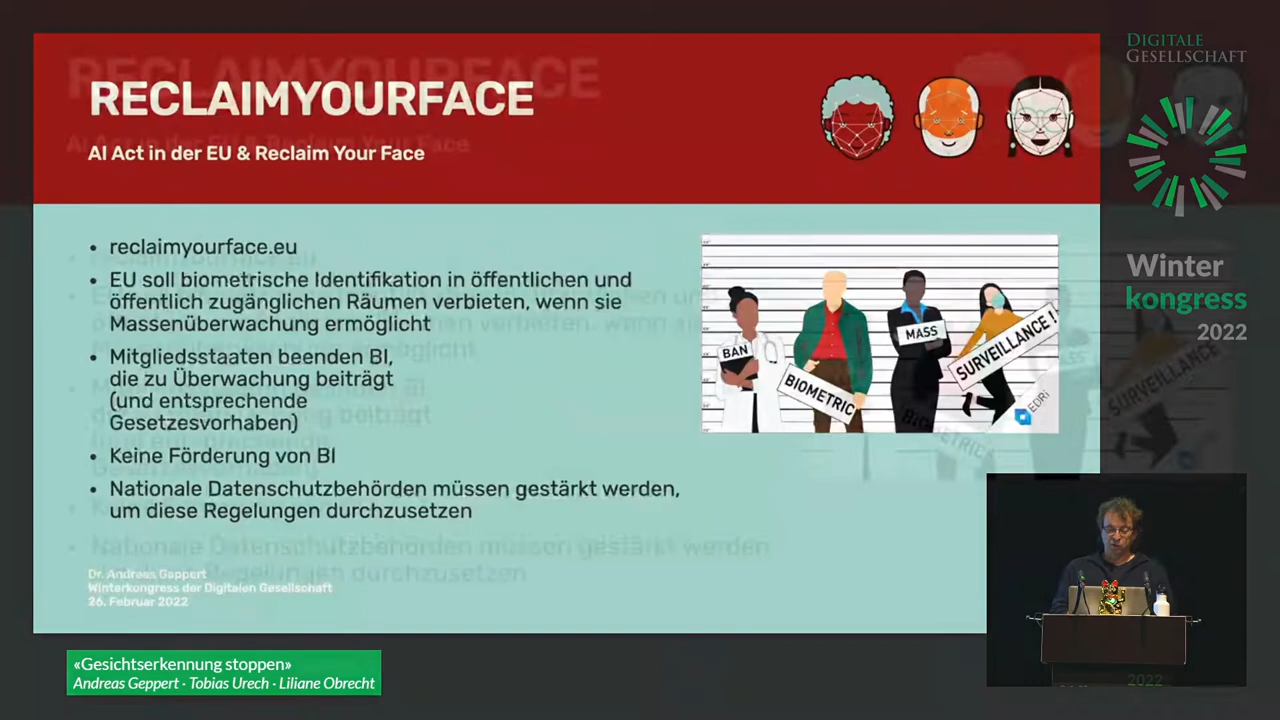 RECLAIMYOURFACE
AI Act in der EU & Reclaim Your Face
• reclaimyourface.eu
• EU soll biometrische Identifikation in öffentlichen und
öffentlich zugänglichen Räumen verbieten, wenn sie
Massenüberwachung ermöglicht
• Mitgliedsstaaten beenden BI,
die zu Überwachung beiträgt
(und entsprechende
Gesetzesvorhaben)
• Keine Förderung von BI
• Nationale Datenschutzbehörden müssen gestärkt werden,
um diese Regelungen durchzusetzen
BAN
BIOMETRIC
MASS
SURVEILLANCE !
EDRi
Dr. Andreas Geppert
Winterkongress der Digitalen Gesellschaft
26. Februar 2022
DIGITALE
GESELLSCHAFT
Winter
kongress
2022
2022
«Gesichtserkennung stoppen»
Andreas Geppert · Tobias Urech · Liliane Obrecht